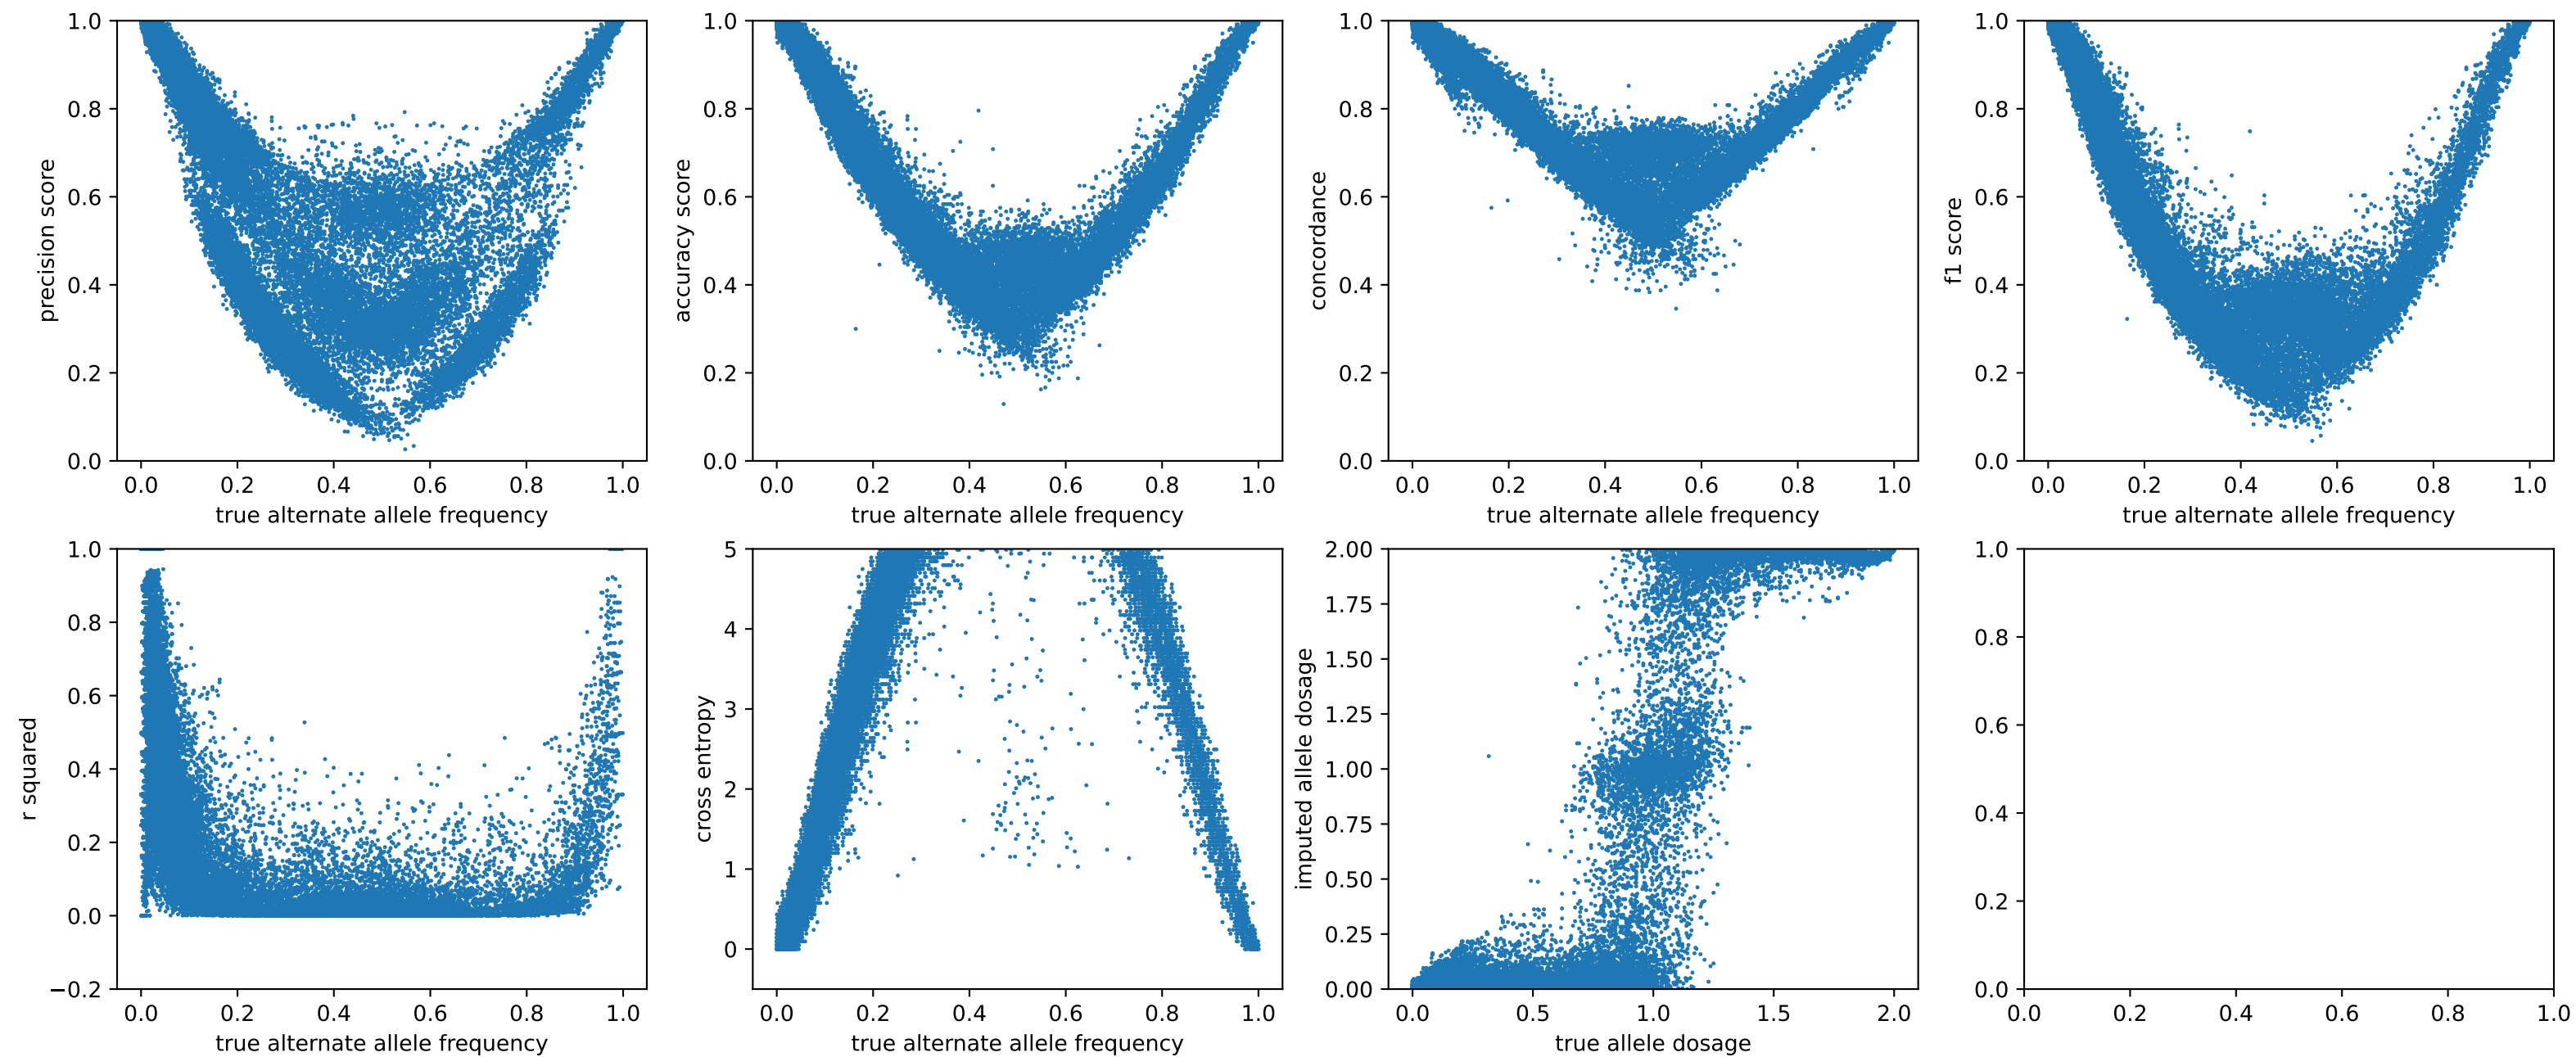 precision score
1.0
0.8
0.6
0.4
0.2
0.0
0.0 0.2 0.4 0.6 0.8 1.0
true alternate allele frequency
accuracy score
1.0
0.8
0.6
0.4
0.2
0.0
0.0 0.2 0.4 0.6 0.8 1.0
true alternate allele frequency
concordance
1.0
0.8
0.6
0.4
0.2
0.0
0.0 0.2 0.4 0.6 0.8 1.0
true alternate allele frequency
f1 score
1.0
0.8
0.6
0.4
0.2
0.0
0.0 0.2 0.4 0.6 0.8 1.0
true alternate allele frequency
r squared
1.0
0.8
0.6
0.4
0.2
0.0
−0.2
0.0 0.2 0.4 0.6 0.8 1.0
true alternate allele frequency
cross entropy
5
4
3
2
1
0
0.0 0.2 0.4 0.6 0.8 1.0
true alternate allele frequency
imputed allele dosage
2.00
1.75
1.50
1.25
1.00
0.75
0.50
0.25
0.00
0.0 0.5 1.0 1.5 2.0
true allele dosage
1.0
0.8
0.6
0.4
0.2
0.0
0.0 0.2 0.4 0.6 0.8 1.0